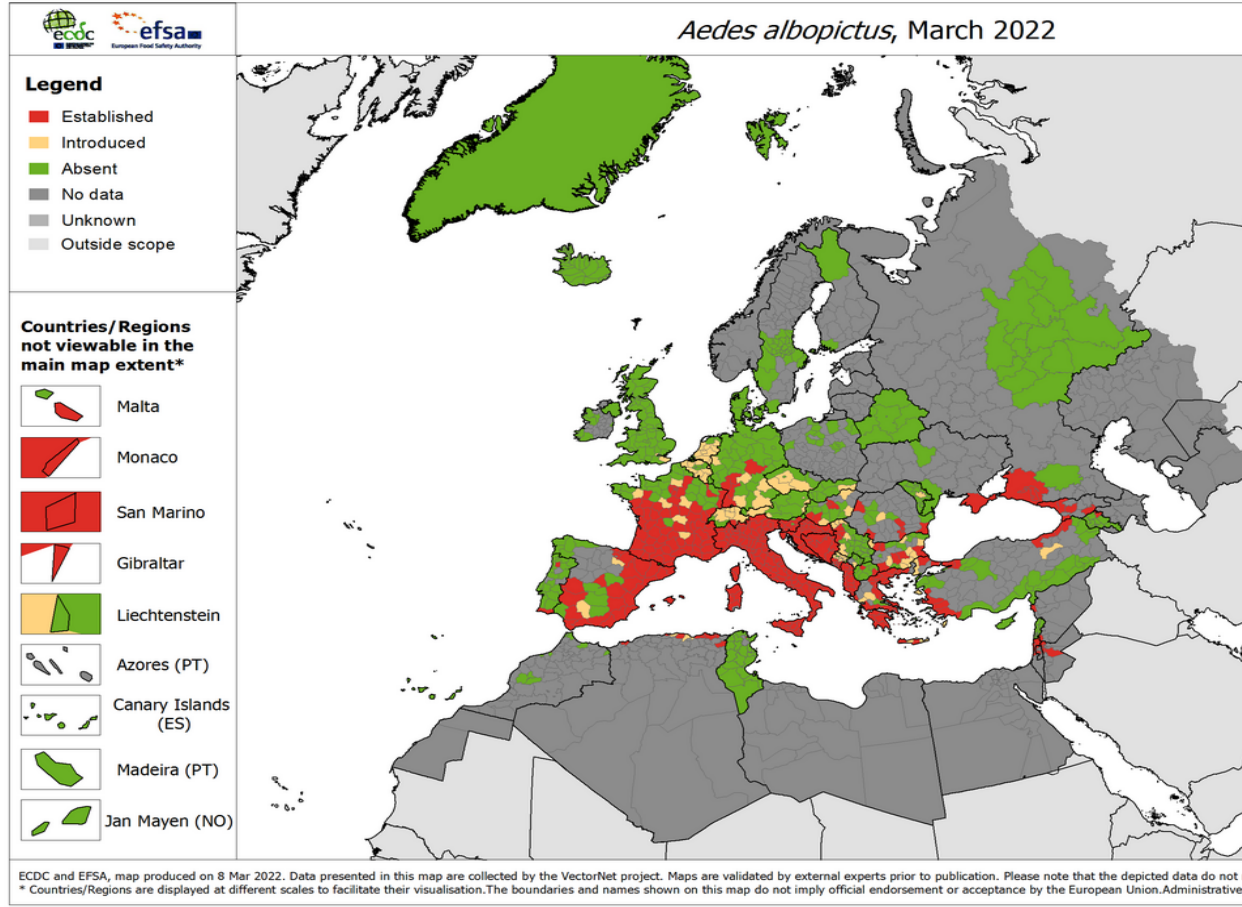 ecdc
efsa
European Food Safety Authority
Aedes albopictus, March 2022
Legend
Established
Introduced
Absent
No data
Unknown
Outside scope
Countries/Regions
not viewable in the
main map extent*
Malta
Monaco
San Marino
Gibraltar
Liechtenstein
Azores (PT)
Canary Islands
(ES)
Madeira (PT)
Jan Mayen (NO)
ECDC and EFSA, map produced on 8 Mar 2022. Data presented in this map are collected by the VectorNet project. Maps are validated by external experts prior to publication. Please note that the depicted data do not
* Countries/Regions are displayed at different scales to facilitate their visualisation.The boundaries and names shown on this map do not imply official endorsement or acceptance by the European Union.Administrative